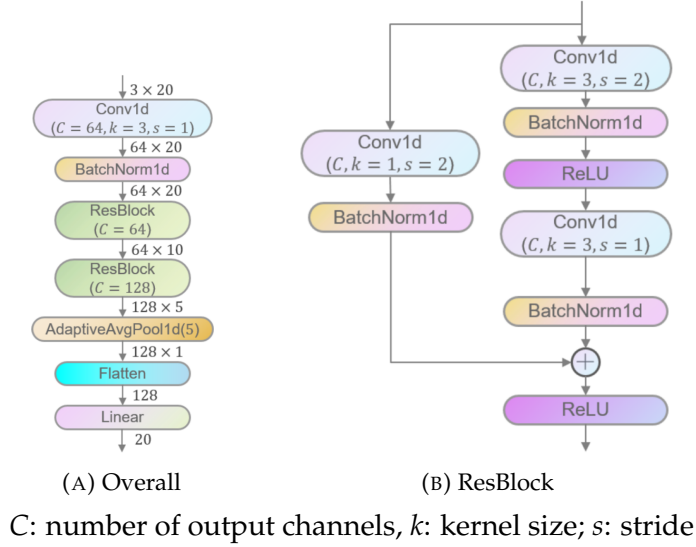 3 × 20
Conv1d
(C = 64, k = 3, s = 1)
64 × 20
BatchNorm1d
64 × 20
ResBlock
(C = 64)
64 × 10
ResBlock
(C = 128)
128 × 5
AdaptiveAvgPool1d(5)
128 × 1
Flatten
128
Linear
20
(A) Overall
Conv1d
(C, k = 3, s = 2)
BatchNorm1d
ReLU
Conv1d
(C, k = 3, s = 1)
BatchNorm1d
+
ReLU
Conv1d
(C, k = 1, s = 2)
BatchNorm1d
(B) ResBlock
C: number of output channels, k: kernel size; s: stride